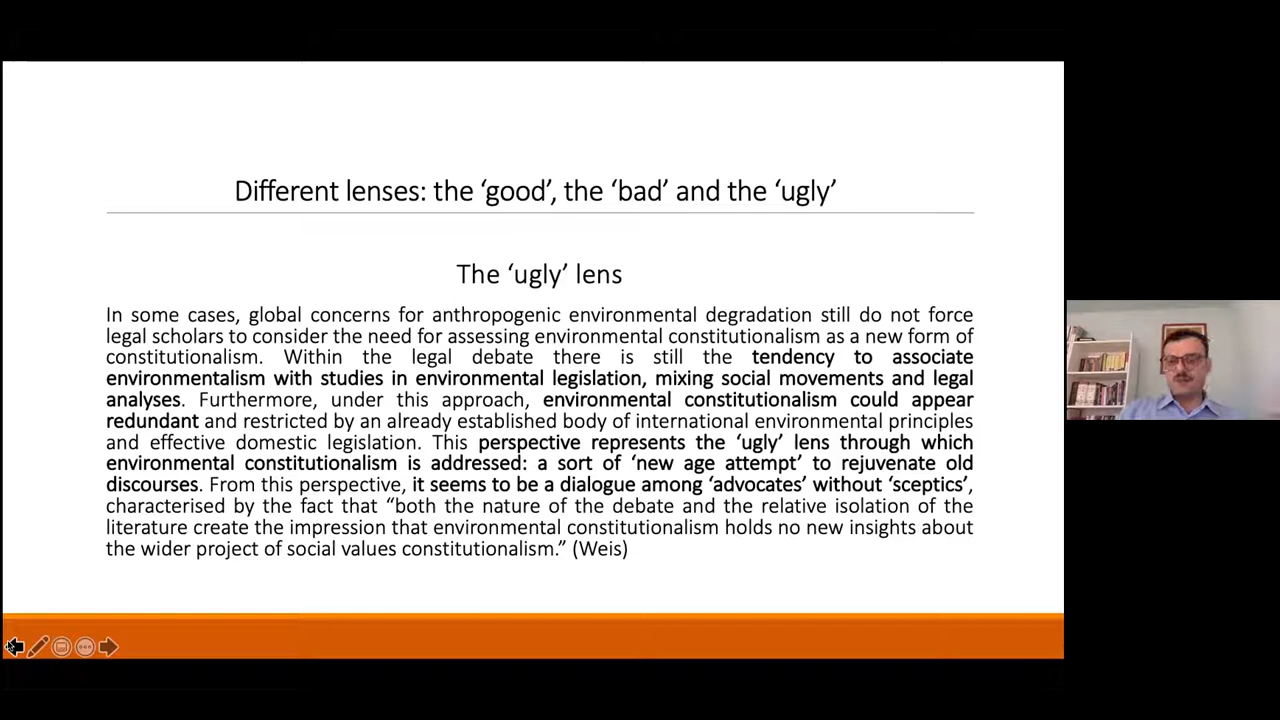 Different lenses: the ‘good’, the ‘bad’ and the ‘ugly’
The ‘ugly’ lens
In some cases, global concerns for anthropogenic environmental degradation still do not force
legal scholars to consider the need for assessing environmental constitutionalism as a new form of
constitutionalism. Within the legal debate there is still the tendency to associate
environmentalism with studies in environmental legislation, mixing social movements and legal
analyses. Furthermore, under this approach, environmental constitutionalism could appear
redundant and restricted by an already established body of international environmental principles
and effective domestic legislation. This perspective represents the ‘ugly’ lens through which
environmental constitutionalism is addressed: a sort of ‘new age attempt’ to rejuvenate old
discourses. From this perspective, it seems to be a dialogue among ‘advocates’ without ‘sceptics’,
characterised by the fact that “both the nature of the debate and the relative isolation of the
literature create the impression that environmental constitutionalism holds no new insights about
the wider project of social values constitutionalism.” (Weis)